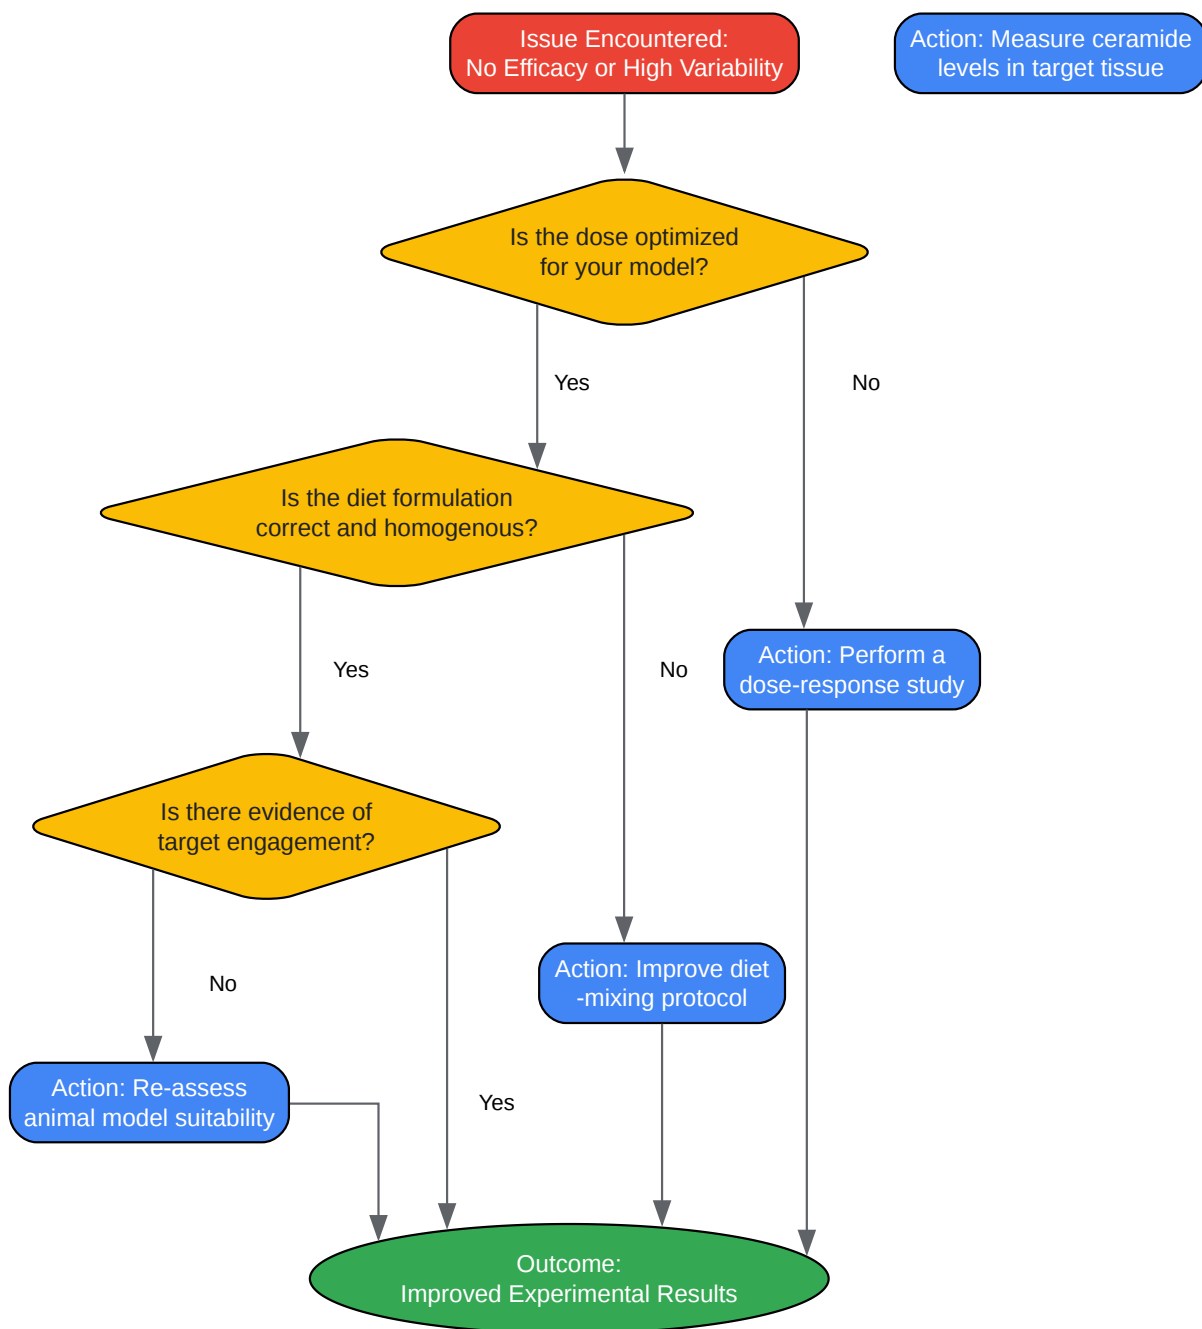 Issue Encountered:
No Efficacy or High Variability
Action: Measure ceramide
levels in target tissue
Is the dose optimized
for your model?
Yes
No
Is the diet formulation
correct and homogenous?
Yes
No
Action: Perform a
dose-response study
Is there evidence of
target engagement?
No
Action: Improve diet
-mixing protocol
Action: Re-assess
animal model suitability
Yes
Outcome:
Improved Experimental Results